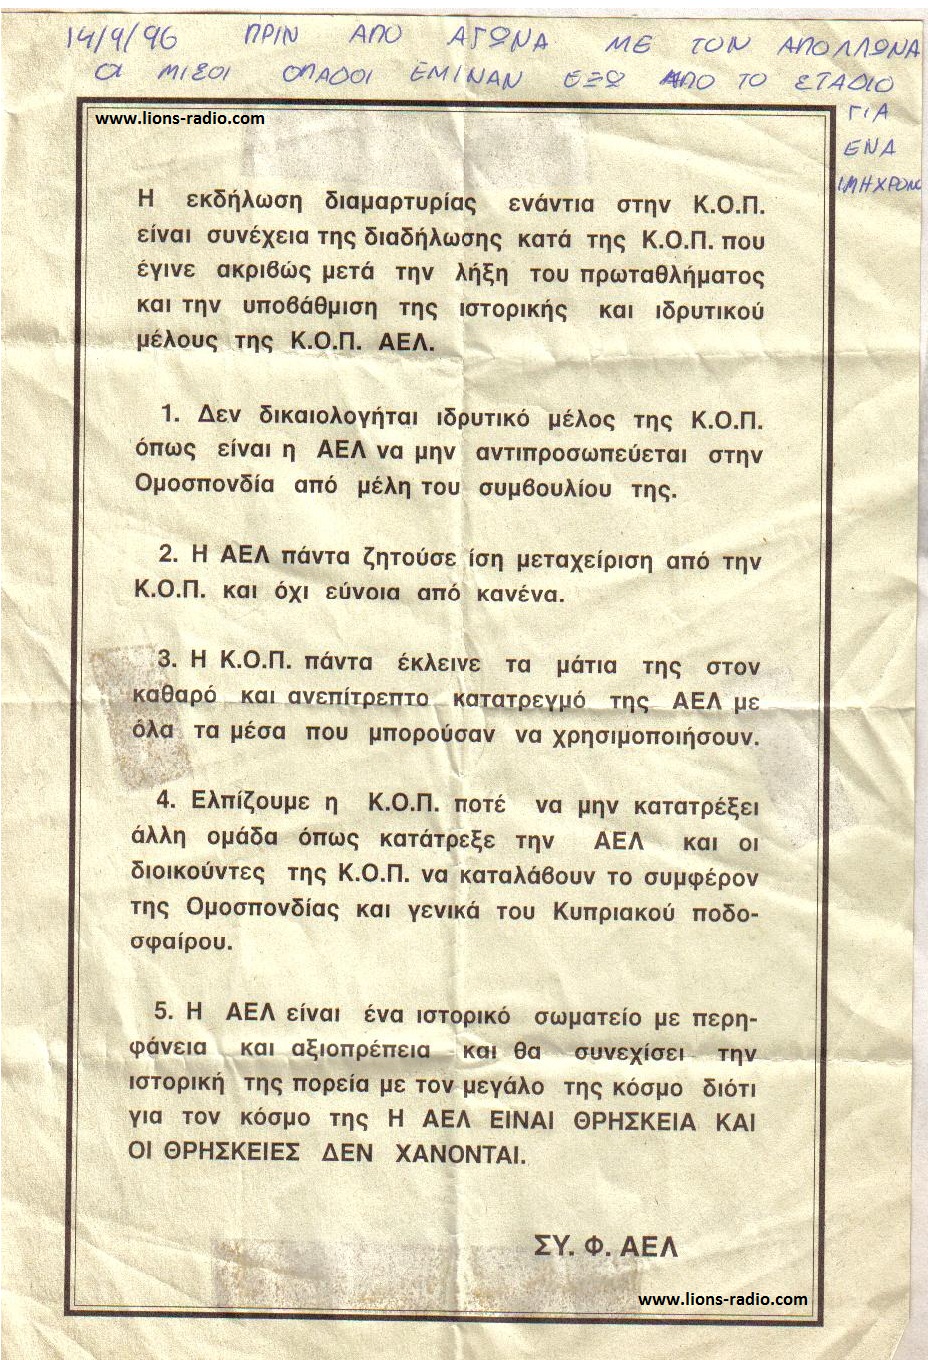 14/9/96 ΠΡΙΝ ΑΠΟ ΑΓΩΝΑ ΜΕ ΤΟΝ ΑΠΟΛΛΩΝΑ
ΟΙ ΜΙΣΟΙ ΟΠΑΔΟΙ ΕΜΙΝΑΝ ΕΞΩ ΑΠΟ ΤΟ ΣΤΑΔΙΟ
ΓΙΑ
ΕΝΑ
ΗΜΗΧΡΟΝΟ
www.lions-radio.com
Η εκδήλωση διαμαρτυρίας ενάντια στην Κ.Ο.Π.
είναι συνέχεια της διαδήλωσης κατά της Κ.Ο.Π. που
έγινε ακριβώς μετά την λήξη του πρωταθλήματος
και την υποβάθμιση της ιστορικής και ιδρυτικού
μέλους της Κ.Ο.Π. ΑΕΛ.
1. Δεν δικαιολογήται ιδρυτικό μέλος της Κ.Ο.Π.
όπως είναι η ΑΕΛ να μην αντιπροσωπεύεται στην
Ομοσπονδία από μέλη του συμβουλίου της.
2. Η ΑΕΛ πάντα ζητούσε ίση μεταχείριση από την
Κ.Ο.Π. και όχι εύνοια από κανένα.
3. Η Κ.Ο.Π. πάντα έκλεινε τα μάτια της στον
καθαρό και ανεπίτρεπτο κατατρεγμό της ΑΕΛ με
όλα τα μέσα που μπορούσαν να χρησιμοποιήσουν.
4. Ελπίζουμε η Κ.Ο.Π. ποτέ να μην κατατρέξει
άλλη ομάδα όπως κατάτρεξε την ΑΕΛ και οι
διοικούντες της Κ.Ο.Π. να καταλάβουν το συμφέρον
της Ομοσπονδίας και γενικά του Κυπριακού ποδο-
σφαίρου.
5. Η ΑΕΛ είναι ένα ιστορικό σωματείο με περη-
φάνεια και αξιοπρέπεια και θα συνεχίσει την
ιστορική της πορεία με τον μεγάλο της κόσμο διότι
για τον κόσμο της Η ΑΕΛ ΕΙΝΑΙ ΘΡΗΣΚΕΙΑ ΚΑΙ
ΟΙ ΘΡΗΣΚΕΙΕΣ ΔΕΝ ΧΑΝΟΝΤΑΙ.
ΣΥ. Φ. ΑΕΛ
www.lions-radio.com